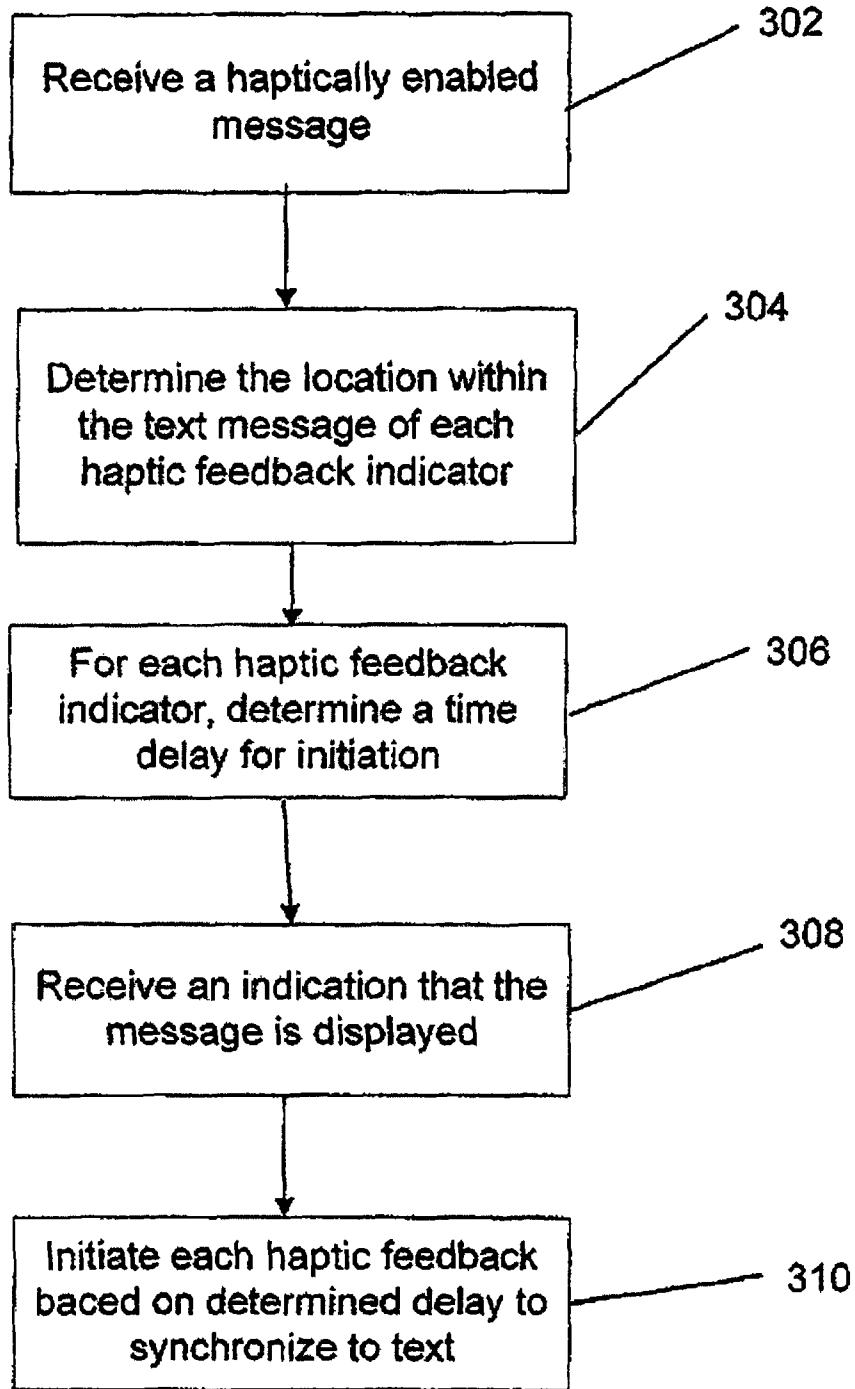 302
Receive a haptically enabled
message
304
Determine the location within
the text message of each
haptic feedback indicator
306
For each haptic feedback
indicator, determine a time
delay for initiation
308
Receive an indication that the
message is displayed
310
Initiate each haptic feedback
baced on determined delay to
synchronize to text